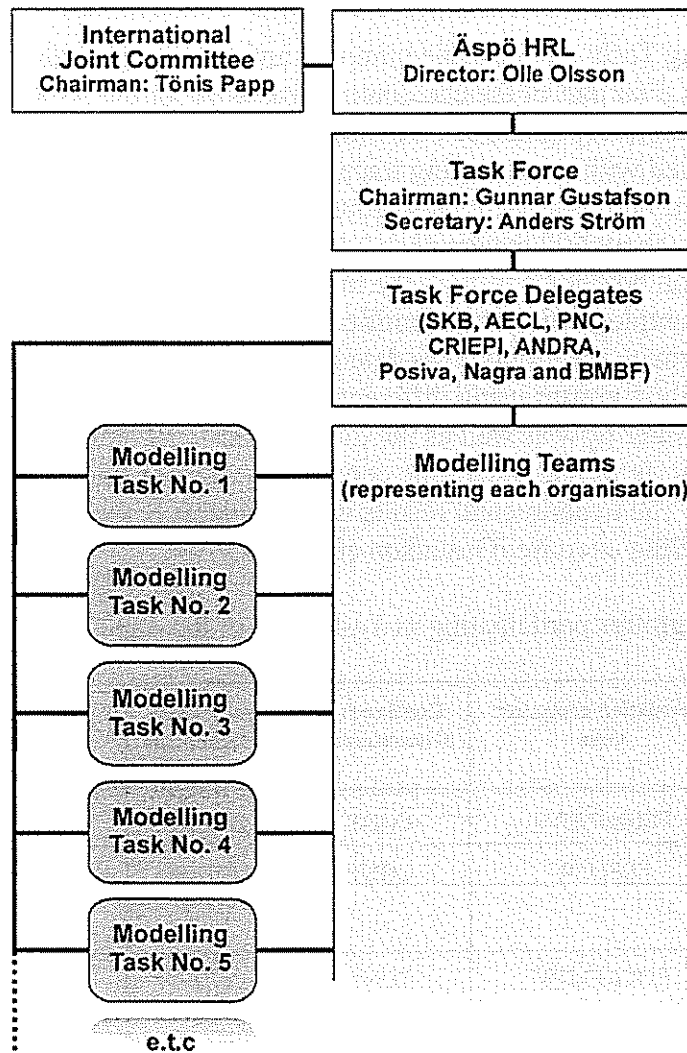 International
Joint Committee
Chairman: Tönis Papp
Äspö HRL
Director: Olle Olsson
Task Force
Chairman: Gunnar Gustafson
Secretary: Anders Ström
Task Force Delegates
(SKB, AECL, PNC,
CRIEPI, ANDRA,
Posiva, Nagra and BMBF)
Modelling
Task No. 1
Modelling Teams
(representing each organisation)
Modelling
Task No. 2
Modelling
Task No. 3
Modelling
Task No. 4
Modelling
Task No. 5
e.t.c